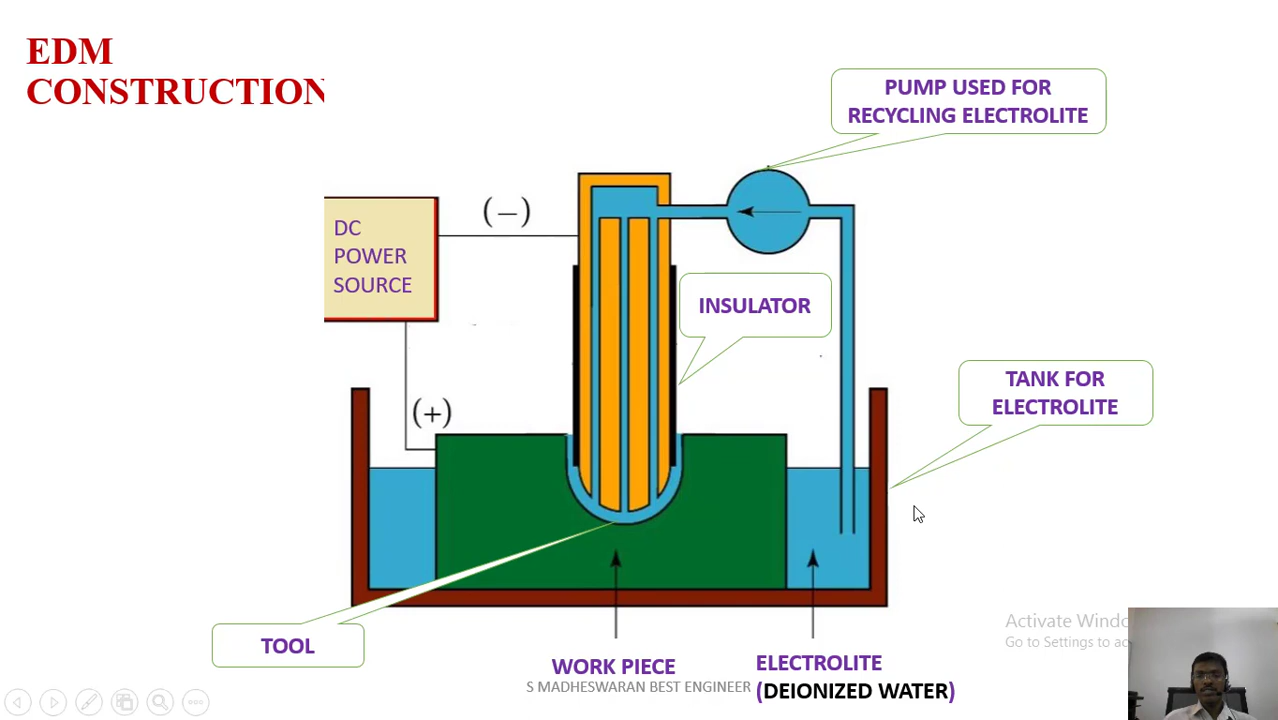 EDM
CONSTRUCTION
PUMP USED FOR
RECYCLING ELECTROLITE
(−)
DC
POWER
SOURCE
INSULATOR
TANK FOR
ELECTROLITE
(+)
TOOL
WORK PIECE
ELECTROLITE
(DEIONIZED WATER)
S MADHESWARAN BEST ENGINEER
Activate Windo
Go to Settings to ac